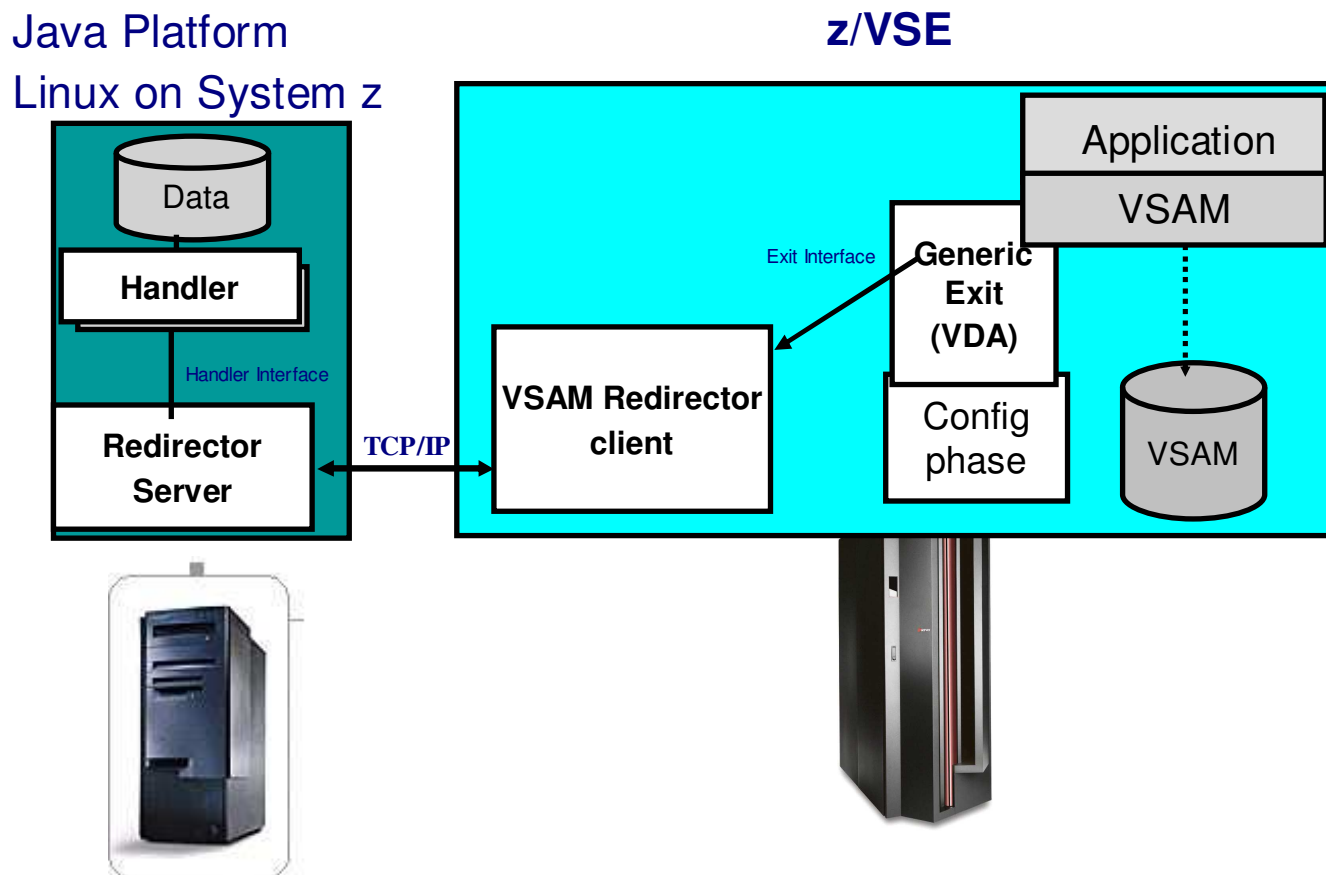 Java Platform
Linux on System z
z/VSE
Data
Handler
Handler Interface
Redirector
Server
TCP/IP
VSAM Redirector
client
Exit Interface
Generic
Exit
(VDA)
Config
phase
Application
VSAM
VSAM